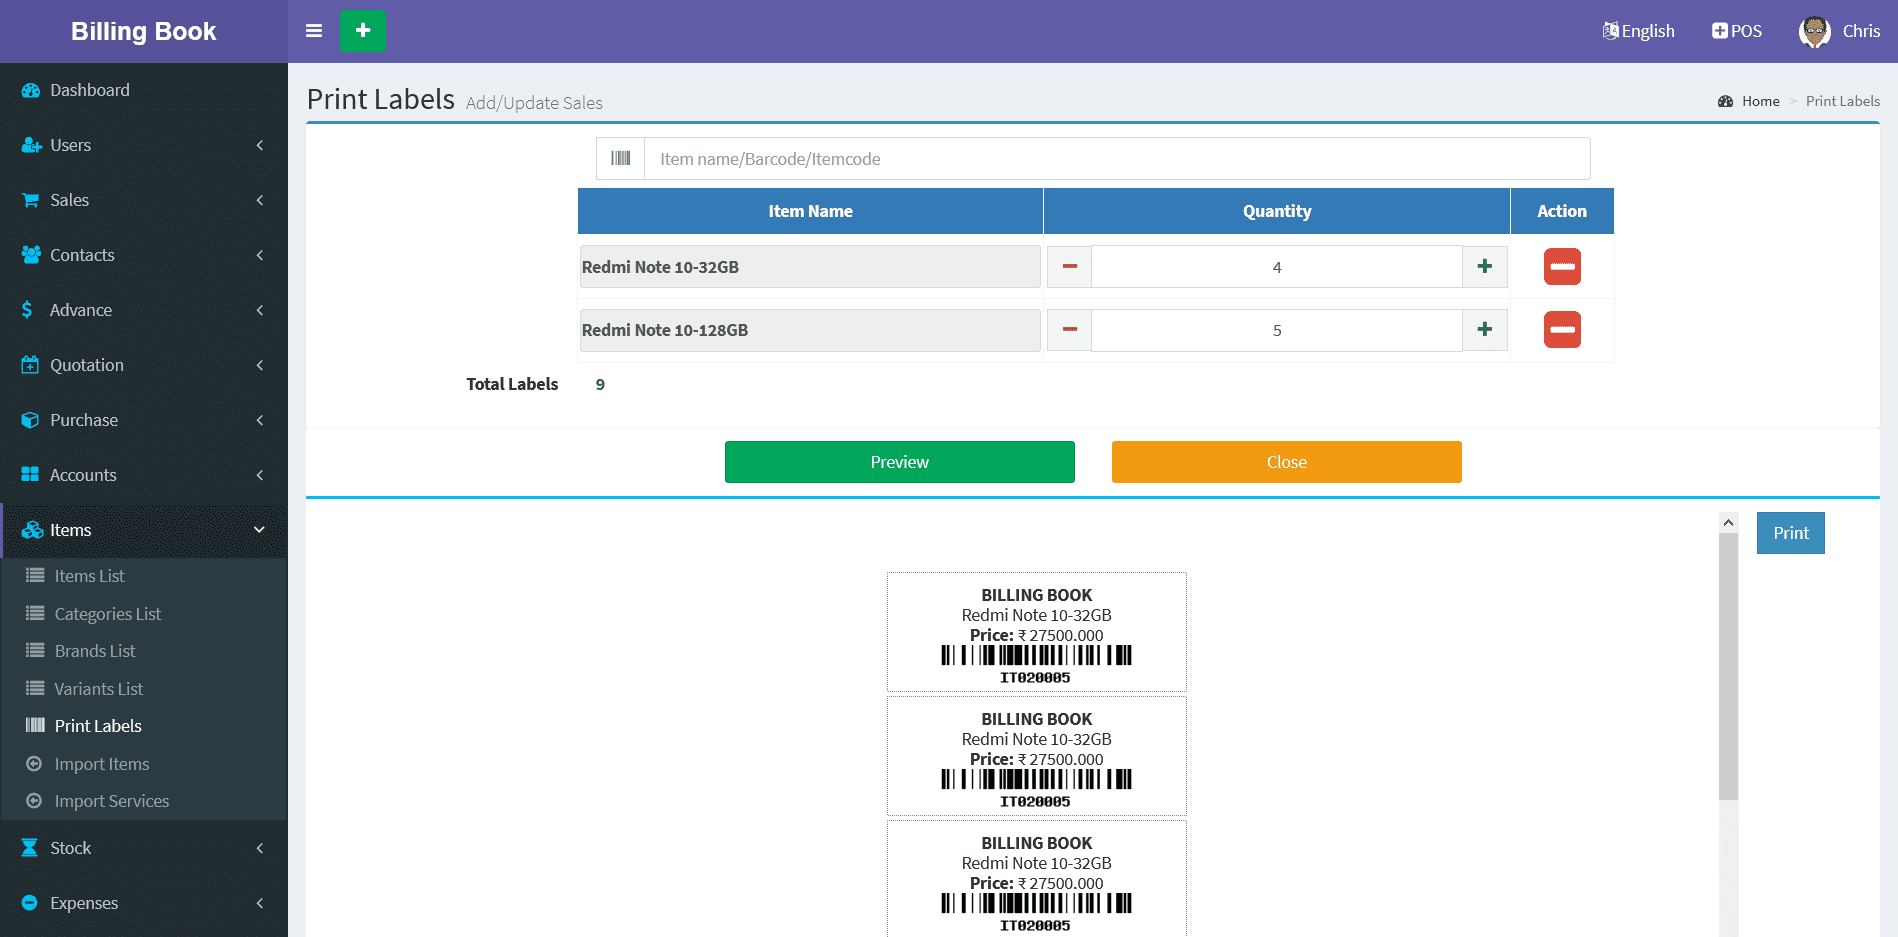 Billing Book
English
POS
Chris
Dashboard
Users
Sales
Contacts
Advance
Quotation
Purchase
Accounts
Items
Items List
Categories List
Brands List
Variants List
Print Labels
Import Items
Import Services
Stock
Expenses
Print Labels Add/Update Sales
Home > Print Labels
Item name/Barcode/Itemcode
Item Name Quantity Action
Redmi Note 10-32GB 4
Redmi Note 10-128GB 5
Total Labels 9
Preview Close
Print
BILLING BOOK
Redmi Note 10-32GB
Price: ₹ 27500.000
IT020005
BILLING BOOK
Redmi Note 10-32GB
Price: ₹ 27500.000
IT020005
BILLING BOOK
Redmi Note 10-32GB
Price: ₹ 27500.000
IT020005